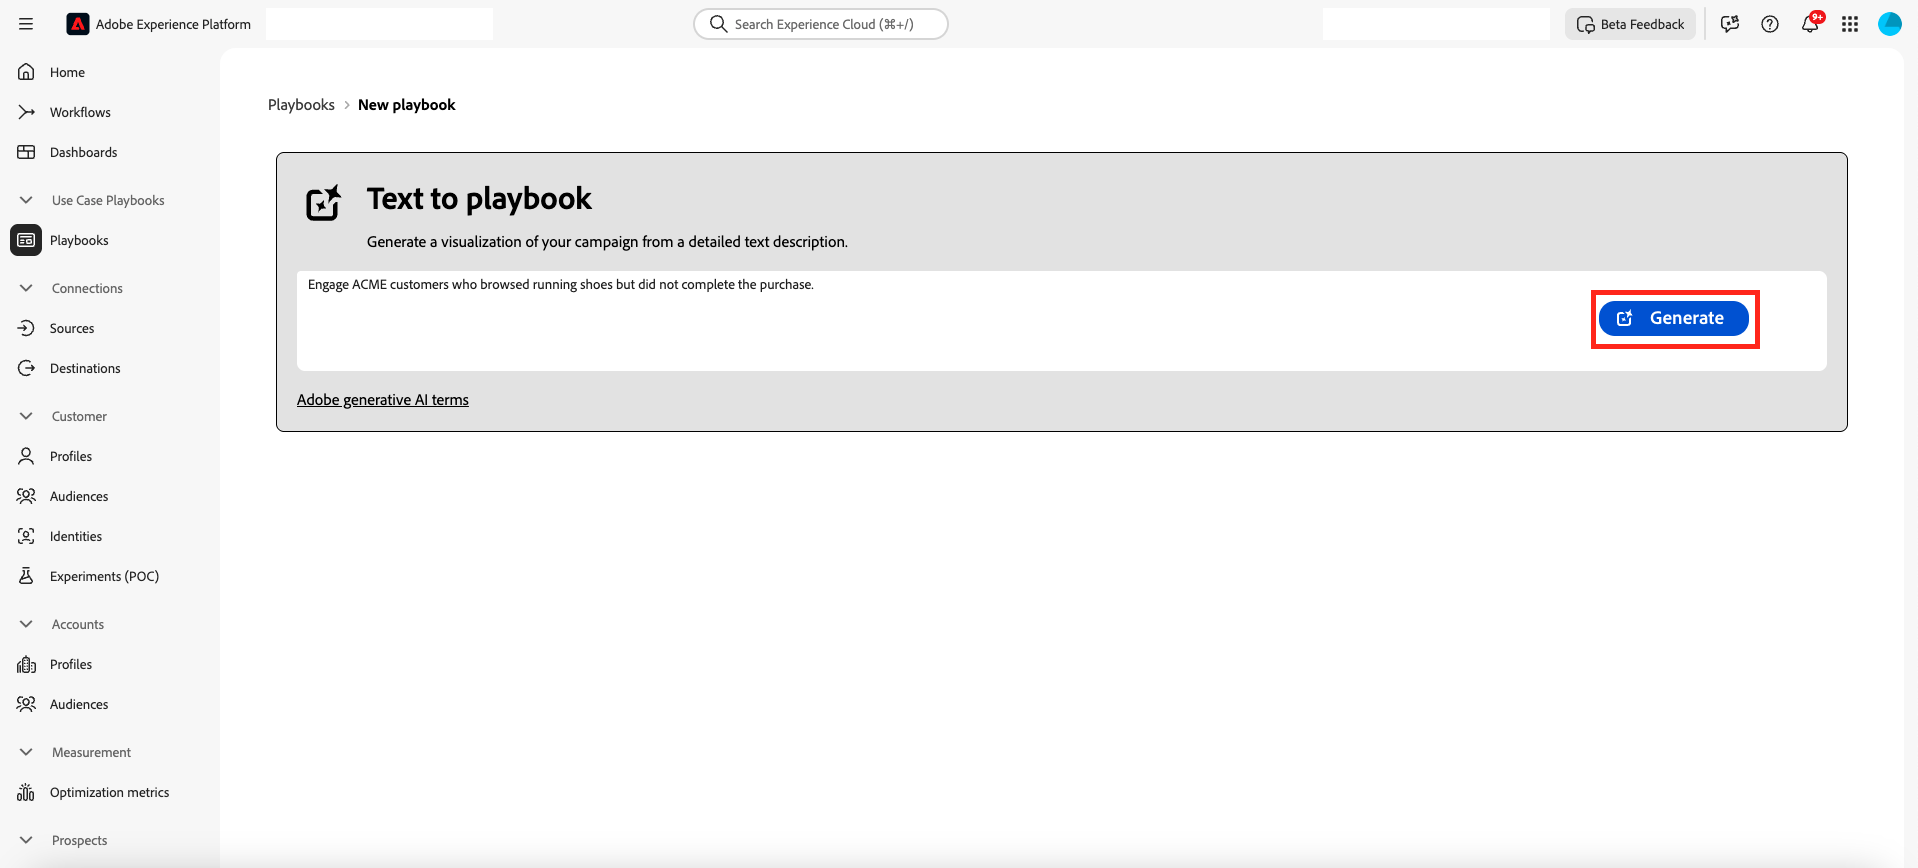 Adobe Experience Platform
Search Experience Cloud (⌘+/)
Beta Feedback
9+
Home
Workflows
Dashboards
Use Case Playbooks
Playbooks
Connections
Sources
Destinations
Customer
Profiles
Audiences
Identities
Experiments (POC)
Accounts
Profiles
Audiences
Measurement
Optimization metrics
Prospects
Playbooks > New playbook
Text to playbook
Generate a visualization of your campaign from a detailed text description.
Engage ACME customers who browsed running shoes but did not complete the purchase.
Generate
Adobe generative AI terms